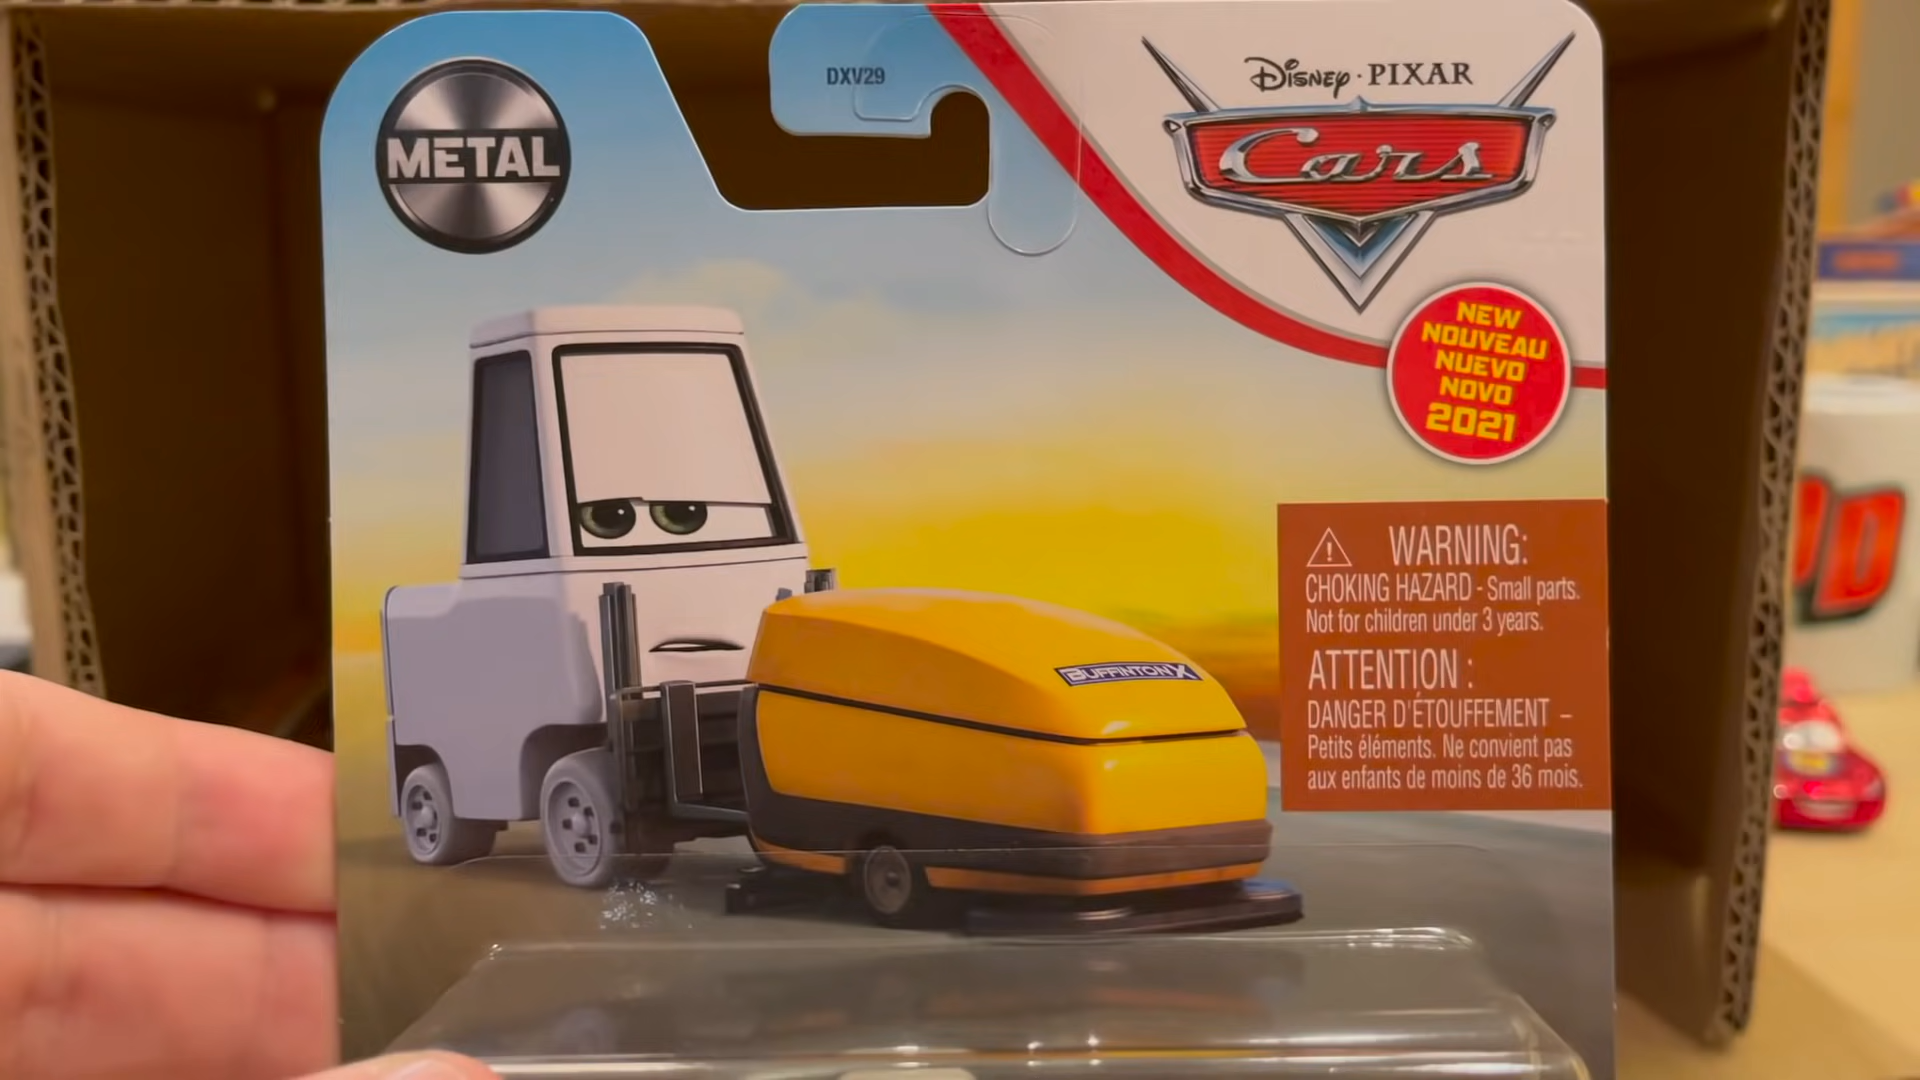 METAL
DXV29
Disney·PIXAR
Cars
NEW
NOUVEAU
NUEVO
NOVO
2021
WARNING:
CHOKING HAZARD - Small parts.
Not for children under 3 years.
ATTENTION :
DANGER D'ÉTOUFFEMENT –
Petits éléments. Ne convient pas
aux enfants de moins de 36 mois.
BUFFINTON X